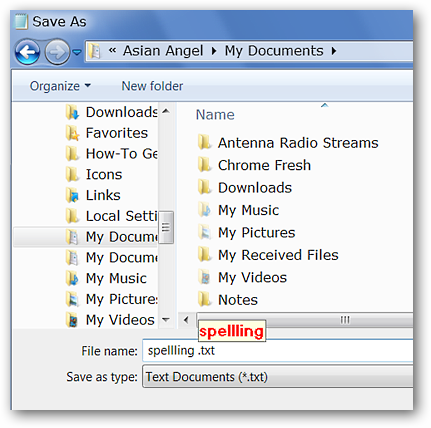 Save As
« Asian Angel My Documents
Organize New folder
Downloads
Favorites
How-To Ge
Icons
Links
Local Setti
My Docume
My Docume
My Music
My Pictures
My Videos
Name
Antenna Radio Streams
Chrome Fresh
Downloads
My Music
My Pictures
My Received Files
My Videos
Notes
spellling
File name: spellling .txt
Save as type: Text Documents (*.txt)